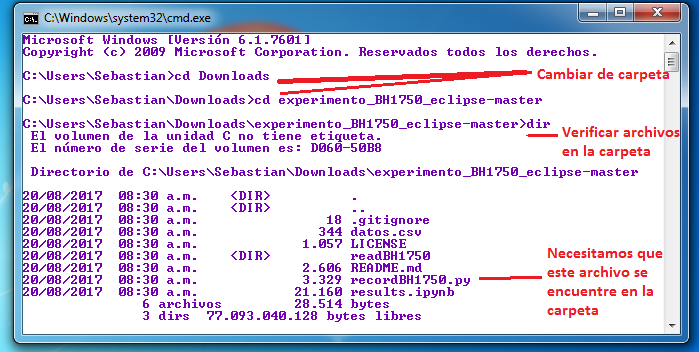 C:\Windows\system32\cmd.exe
Microsoft Windows [Versión 6.1.7601]
Copyright (c) 2009 Microsoft Corporation. Reservados todos los derechos.
C:\Users\Sebastian>cd Downloads
Cambiar de carpeta
C:\Users\Sebastian\Downloads>cd experimento_BH1750_eclipse-master
C:\Users\Sebastian\Downloads\experimento_BH1750_eclipse-master>dir
El volumen de la unidad C no tiene etiqueta.
El número de serie del volumen es: D060-50B8
Verificar archivos
en la carpeta
Directorio de C:\Users\Sebastian\Downloads\experimento_BH1750_eclipse-master
20/08/2017 08:30 a.m. <DIR> .
20/08/2017 08:30 a.m. <DIR> ..
20/08/2017 08:30 a.m. 18 .gitignore
20/08/2017 08:30 a.m. 344 datos.csv
20/08/2017 08:30 a.m. 1.057 LICENSE
20/08/2017 08:30 a.m. <DIR> readBH1750
20/08/2017 08:30 a.m. 2.606 README.md
20/08/2017 08:30 a.m. 3.329 recordBH1750.py
20/08/2017 08:30 a.m. 21.160 results.ipynb
6 archivos 28.514 bytes
3 dirs 77.093.040.128 bytes libres
Necesitamos que
este archivo se
encuentre en la
carpeta